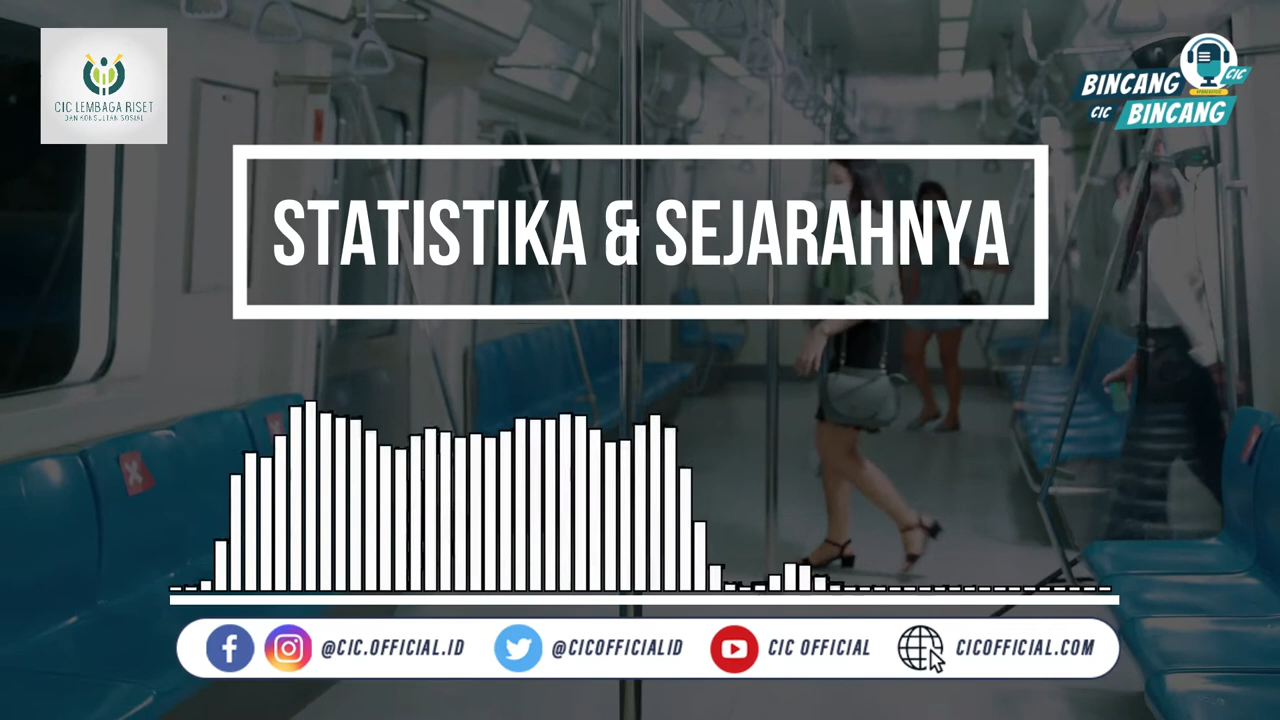 CIC LEMBAGA RISET
DAN KONSULTAN SOSIAL
BINCANG CIC
CIC BINCANG
STATISTIKA & SEJARAHNYA
@CIC.OFFICIAL.ID
@CICOFFICIALID
CIC OFFICIAL
CICOFFICIAL.COM